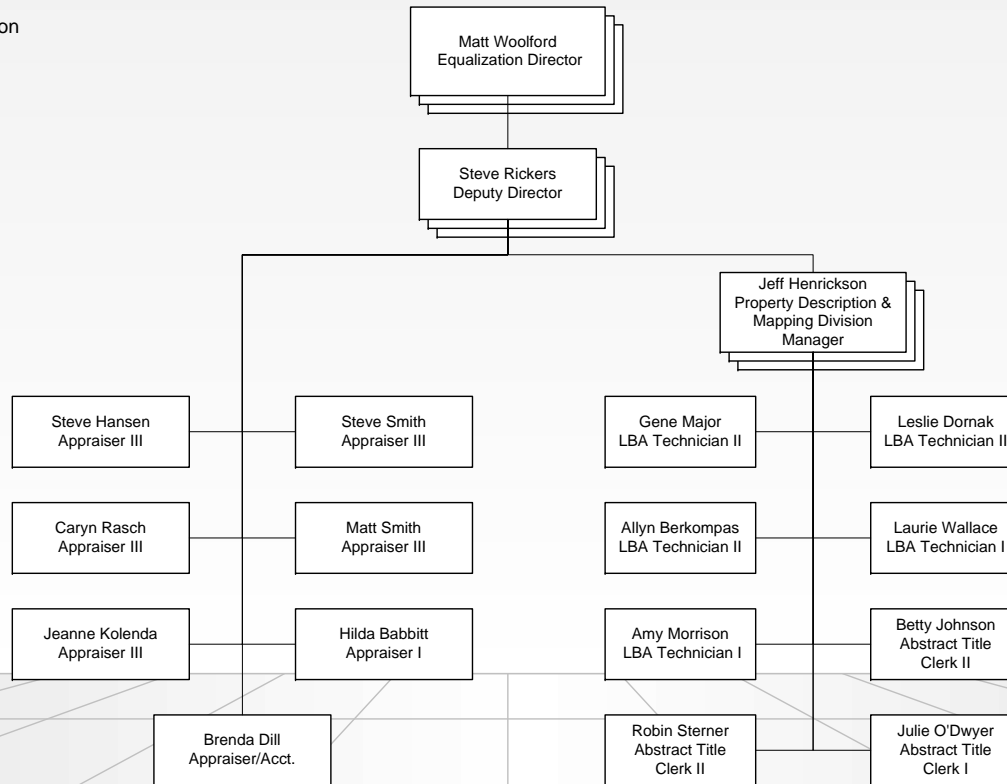 on
Matt Woolford
Equalization Director
Steve Rickers
Deputy Director
Jeff Henrickson
Property Description &
Mapping Division
Manager
Steve Hansen
Appraiser III
Steve Smith
Appraiser III
Gene Major
LBA Technician II
Leslie Dornak
LBA Technician II
Caryn Rasch
Appraiser III
Matt Smith
Appraiser III
Allyn Berkompas
LBA Technician II
Laurie Wallace
LBA Technician I
Jeanne Kolenda
Appraiser III
Hilda Babbitt
Appraiser I
Amy Morrison
LBA Technician I
Betty Johnson
Abstract Title
Clerk II
Brenda Dill
Appraiser/Acct.
Robin Sterner
Abstract Title
Clerk II
Julie O'Dwyer
Abstract Title
Clerk I